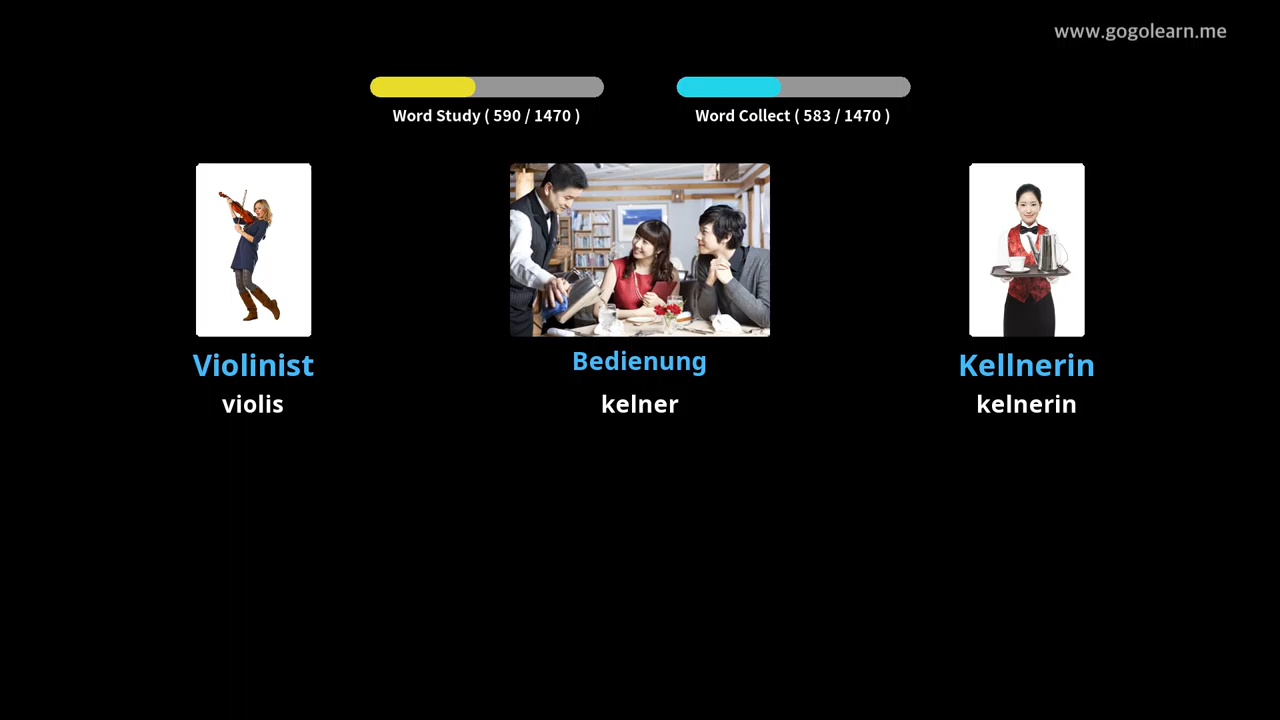 www.gogolearn.me
Word Study ( 590 / 1470 )
Word Collect ( 583 / 1470 )
Violinist
Bedienung
Kellnerin
violis
kelner
kelnerin